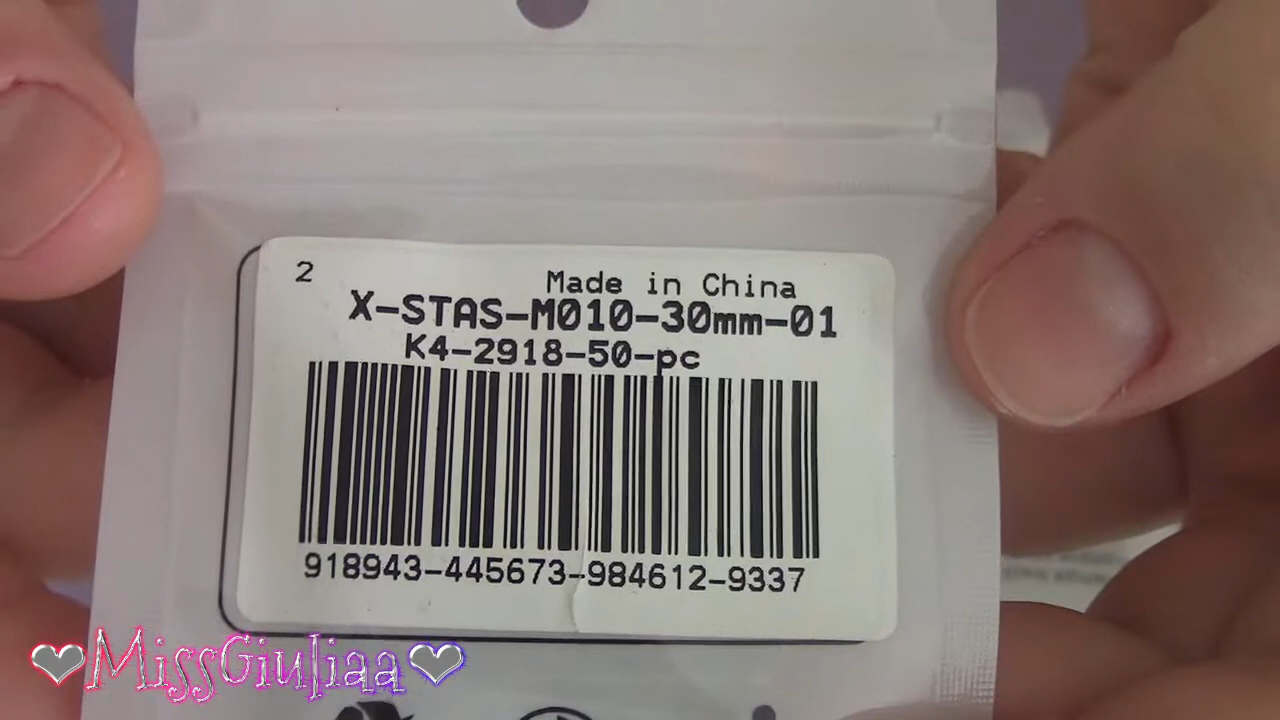 2
Made in China
X-STAS-M010-30mm-01
K4-2918-50-pc
918943-445673-984612-9337
❤MissGiuliaa❤